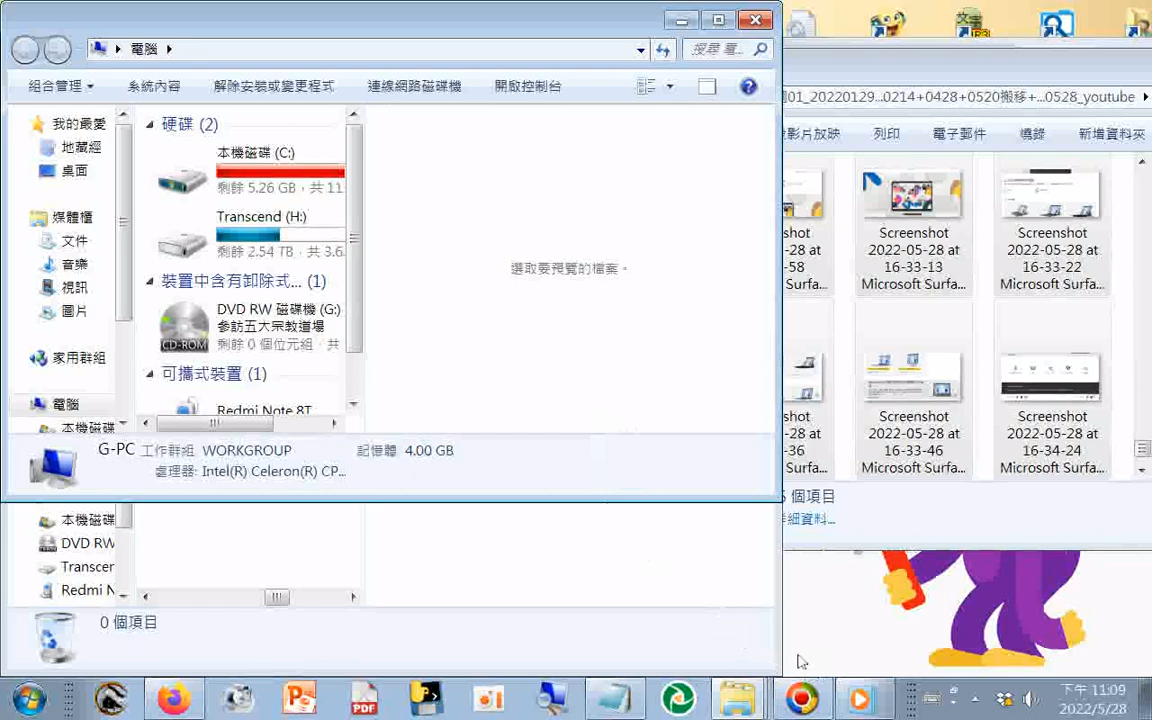 電腦
搜尋 電...
組合管理
系統內容
解除安裝或變更程式
連線網路磁碟機
開啟控制台
我的最愛
地藏經
桌面
媒體櫃
文件
音樂
視訊
圖片
家用群組
電腦
本機磁碟
硬碟 (2)
本機磁碟 (C:)
剩餘 5.26 GB，共 11
Transcend (H:)
剩餘 2.54 TB，共 3.6
裝置中含有卸除式... (1)
DVD RW 磁碟機 (G:)
參訪五大宗教道場
剩餘 0 個位元組，共
CD-ROM
可攜式裝置 (1)
Redmi Note 8T
選取要預覽的檔案。
G-PC 工作群組 WORKGROUP 記憶體 4.00 GB
處理器: Intel(R) Celeron(R) CP...
本機磁碟
DVD RW
Transcer
Redmi N
0 個項目
01_20220129...0214+0428+0520搬移+...0528_youtube
影片放映
列印
電子郵件
燒錄
新增資料夾
-58
Surfa..
Screenshot
2022-05-28 at
16-33-13
Microsoft Surfa...
Screenshot
2022-05-28 at
16-33-22
Microsoft Surfa...
-36
Surfa..
Screenshot
2022-05-28 at
16-33-46
Microsoft Surfa...
Screenshot
2022-05-28 at
16-34-24
Microsoft Surfa...
個項目
細資料...
PDF
下午 11:09
2022/5/28